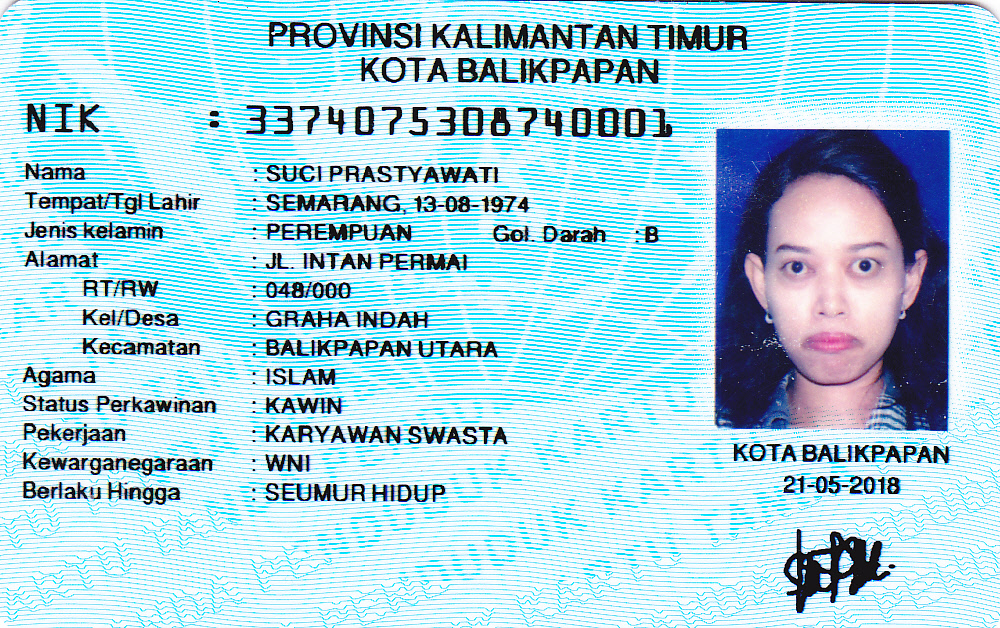 PROVINSI KALIMANTAN TIMUR
KOTA BALIKPAPAN
NIK : 3374075308740001
Nama : SUCI PRASTYAWATI
Tempat/Tgl Lahir : SEMARANG, 13-08-1974
Jenis kelamin : PEREMPUAN Gol. Darah : B
Alamat : JL. INTAN PERMAI
RT/RW : 048/000
Kel/Desa : GRAHA INDAH
Kecamatan : BALIKPAPAN UTARA
Agama : ISLAM
Status Perkawinan : KAWIN
Pekerjaan : KARYAWAN SWASTA
Kewarganegaraan : WNI
Berlaku Hingga : SEUMUR HIDUP
KOTA BALIKPAPAN
21-05-2018